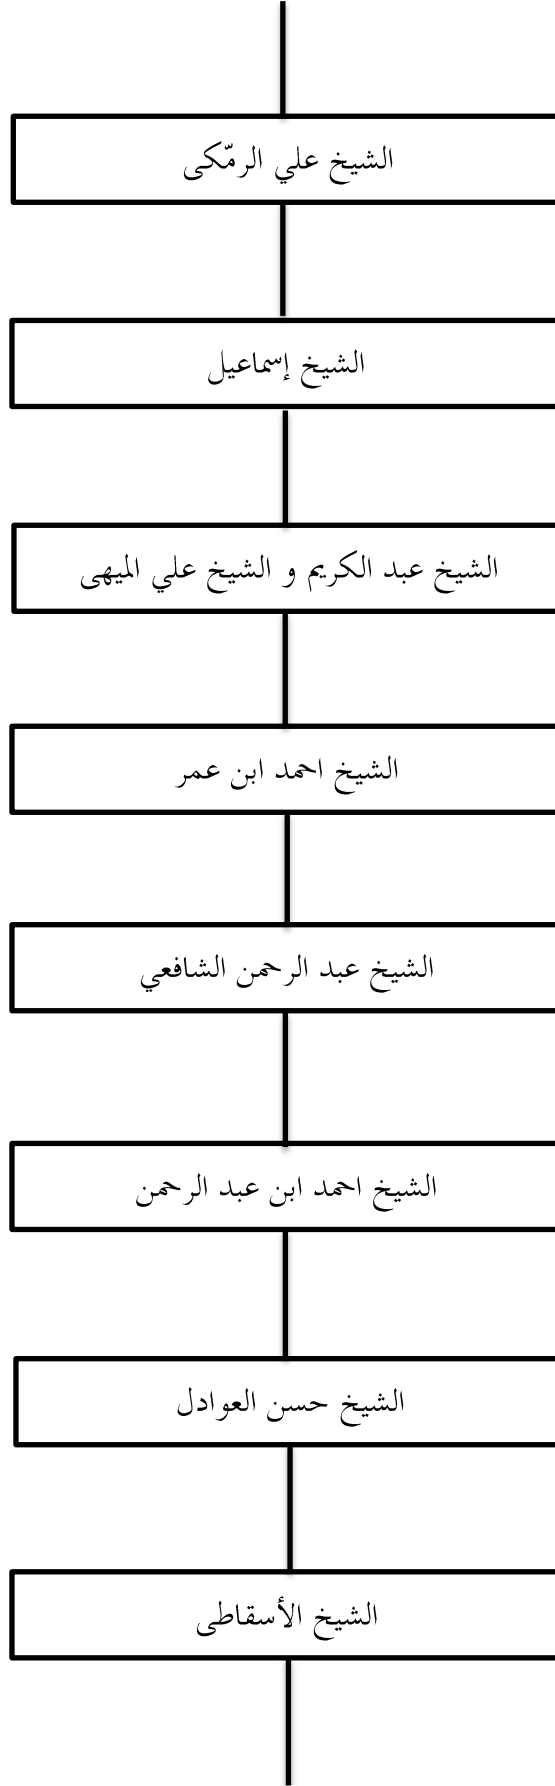 الشيخ علي الرمّكى
الشيخ إسماعيل
الشيخ عبد الكريم و الشيخ علي الميهى
الشيخ احمد ابن عمر
الشيخ عبد الرحمن الشافعي
الشيخ احمد ابن عبد الرحمن
الشيخ حسن العوادل
الشيخ الأسقاطى